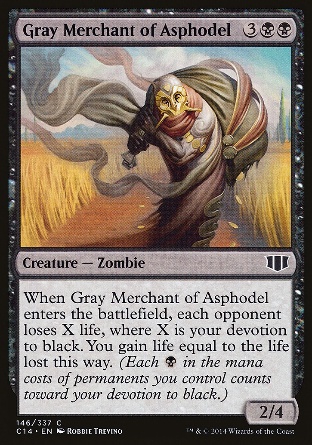 Gray Merchant of Asphodel 3
Creature — Zombie
When Gray Merchant of Asphodel
enters the battlefield, each opponent
loses X life, where X is your devotion
to black. You gain life equal to the life
lost this way. (Each in the mana
costs of permanents you control counts
toward your devotion to black.)
2/4
146/337 C
C14 • EN Robbie Trevino ™ & © 2014 Wizards of the Coast